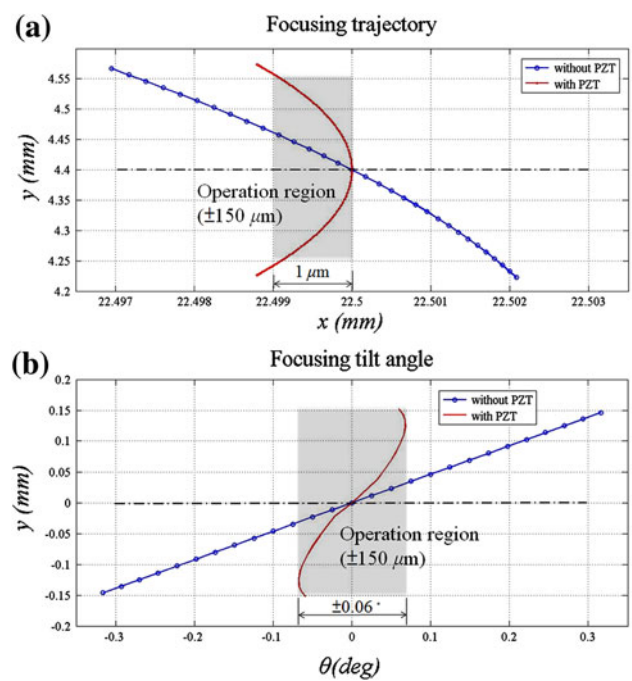 (a)
Focusing trajectory
without PZT
with PZT
4.55
4.5
4.45
4.4
4.35
4.3
4.25
4.2
y (mm)
Operation region
(±150 μm)
1 μm
22.497
22.498
22.499
22.5
22.501
22.502
22.503
x (mm)
(b)
Focusing tilt angle
without PZT
with PZT
0.2
0.15
0.1
0.05
0
-0.05
-0.1
-0.15
-0.2
y (mm)
Operation region
(±150 μm)
±0.06 °
-0.3
-0.2
-0.1
0
0.1
0.2
0.3
θ(deg)